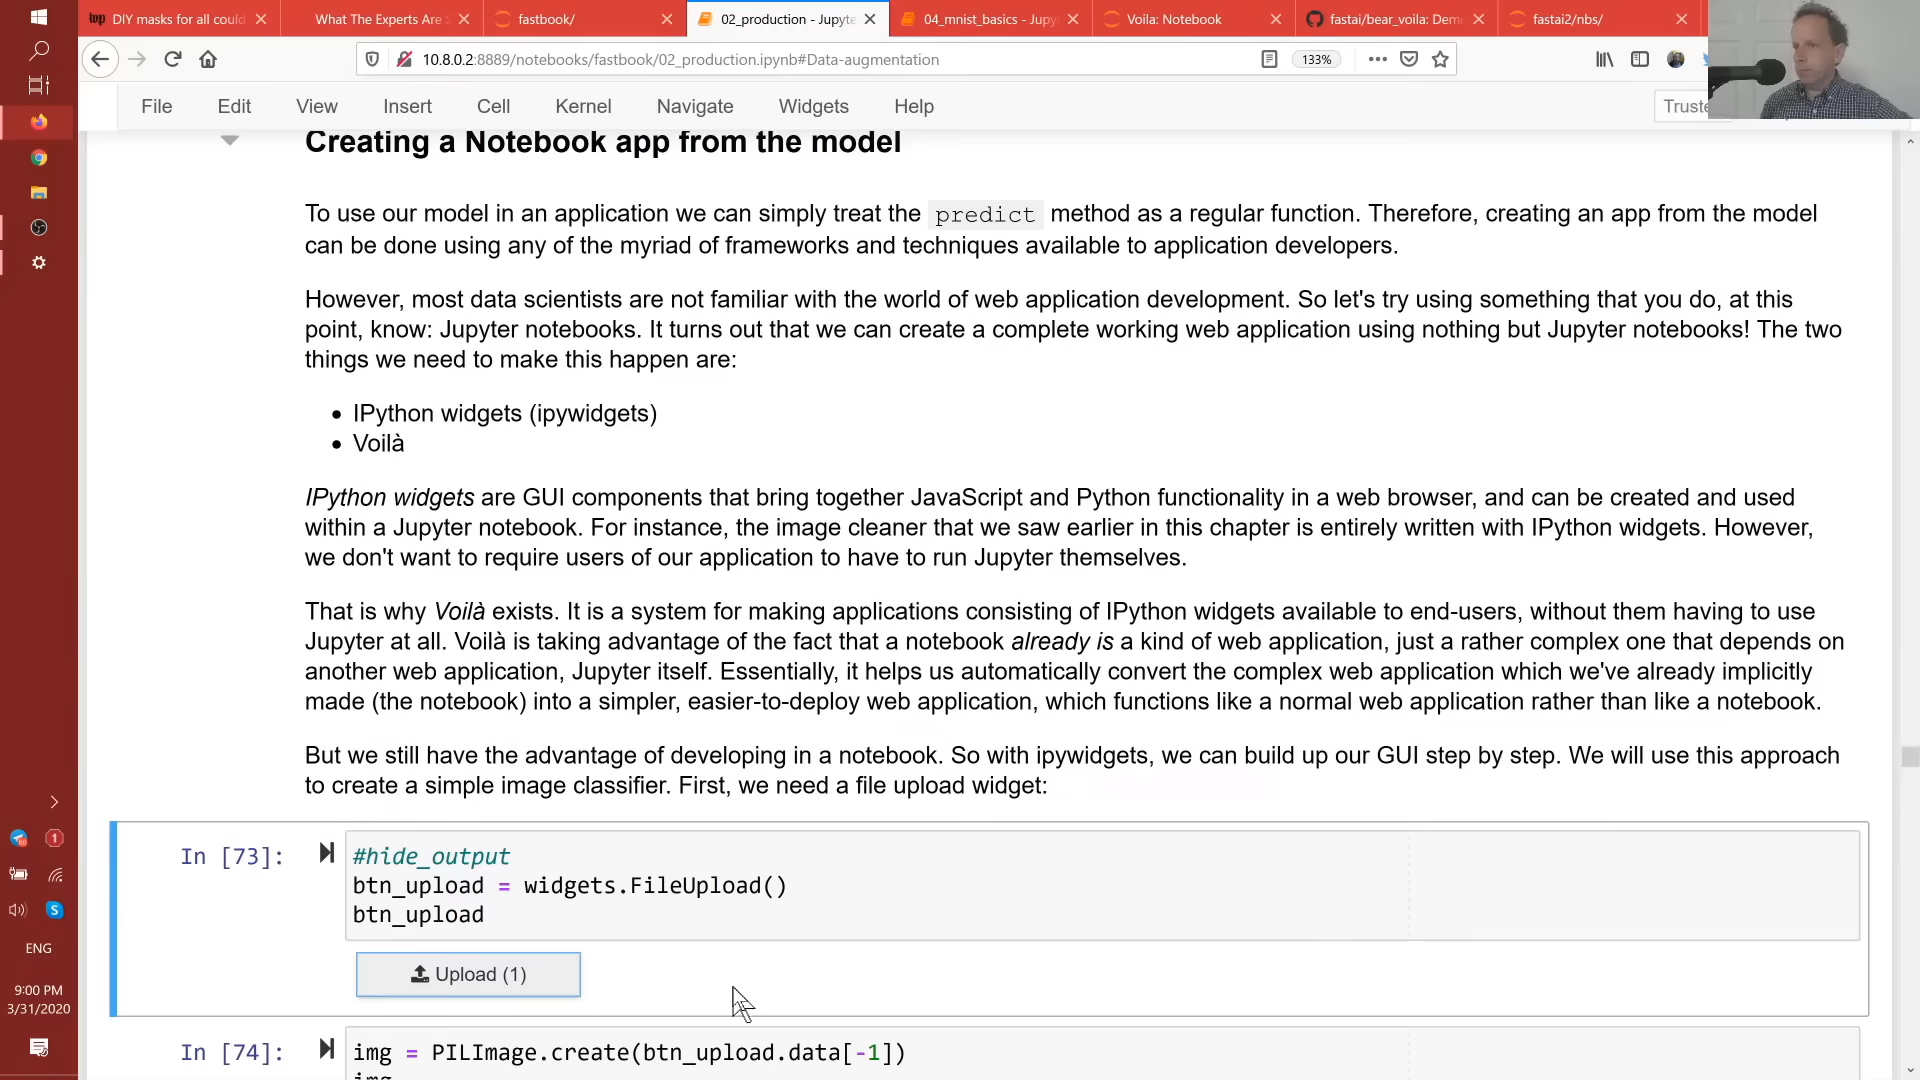 DIY masks for all could
What The Experts Are
fastbook/
02_production - Jupyte
04_mnist_basics - Jupy
Voila: Notebook
fastai/bear_voila: Dem
fastai2/nbs/
10.8.0.2:8889/notebooks/fastbook/02_production.ipynb#Data-augmentation
133%
File Edit View Insert Cell Kernel Navigate Widgets Help
Truste
Creating a Notebook app from the model
To use our model in an application we can simply treat the predict method as a regular function. Therefore, creating an app from the model
can be done using any of the myriad of frameworks and techniques available to application developers.
However, most data scientists are not familiar with the world of web application development. So let's try using something that you do, at this
point, know: Jupyter notebooks. It turns out that we can create a complete working web application using nothing but Jupyter notebooks! The two
things we need to make this happen are:
• IPython widgets (ipywidgets)
• Voilà
IPython widgets are GUI components that bring together JavaScript and Python functionality in a web browser, and can be created and used
within a Jupyter notebook. For instance, the image cleaner that we saw earlier in this chapter is entirely written with IPython widgets. However,
we don't want to require users of our application to have to run Jupyter themselves.
That is why Voilà exists. It is a system for making applications consisting of IPython widgets available to end-users, without them having to use
Jupyter at all. Voilà is taking advantage of the fact that a notebook already is a kind of web application, just a rather complex one that depends on
another web application, Jupyter itself. Essentially, it helps us automatically convert the complex web application which we've already implicitly
made (the notebook) into a simpler, easier-to-deploy web application, which functions like a normal web application rather than like a notebook.
But we still have the advantage of developing in a notebook. So with ipywidgets, we can build up our GUI step by step. We will use this approach
to create a simple image classifier. First, we need a file upload widget:
In [73]:
#hide_output
btn_upload = widgets.FileUpload()
btn_upload
Upload (1)
In [74]:
img = PILImage.create(btn_upload.data[-1])
img
1
ENG
9:00 PM
3/31/2020